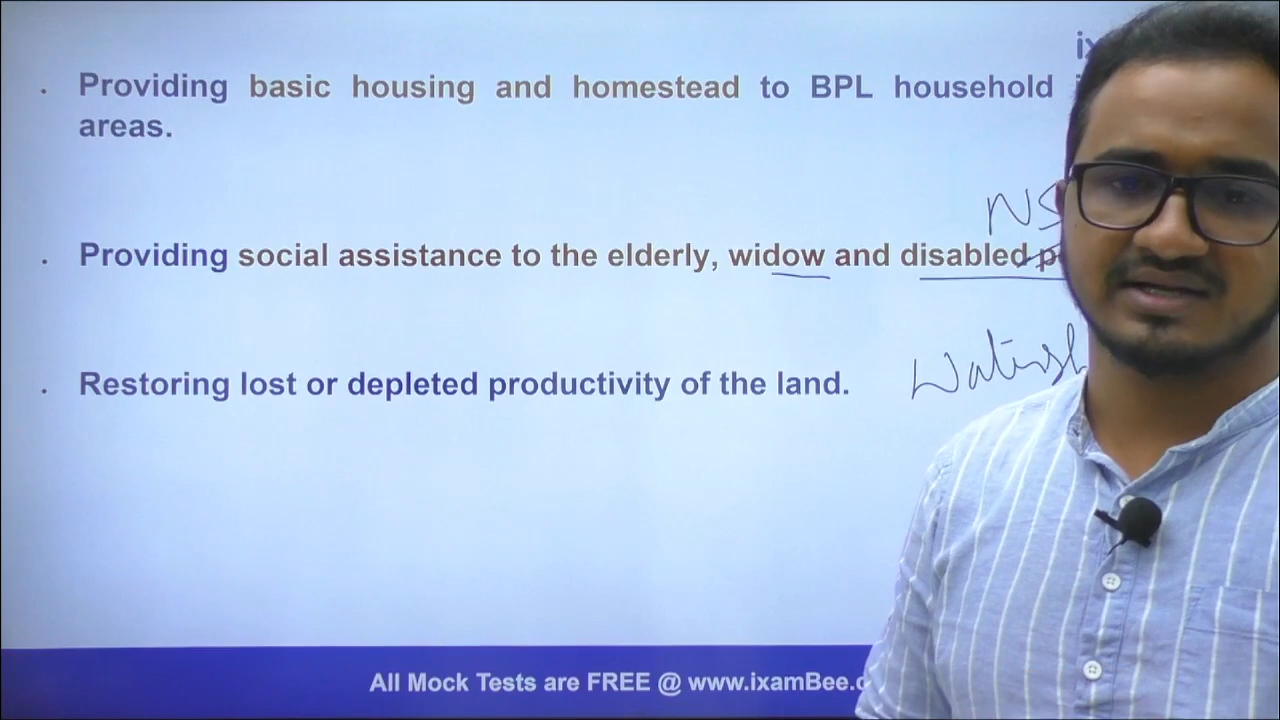 Providing basic housing and homestead to BPL household
areas.
NS
Providing social assistance to the elderly, widow and disabled
Restoring lost or depleted productivity of the land.
All Mock Tests are FREE @ www.ixamBee.c